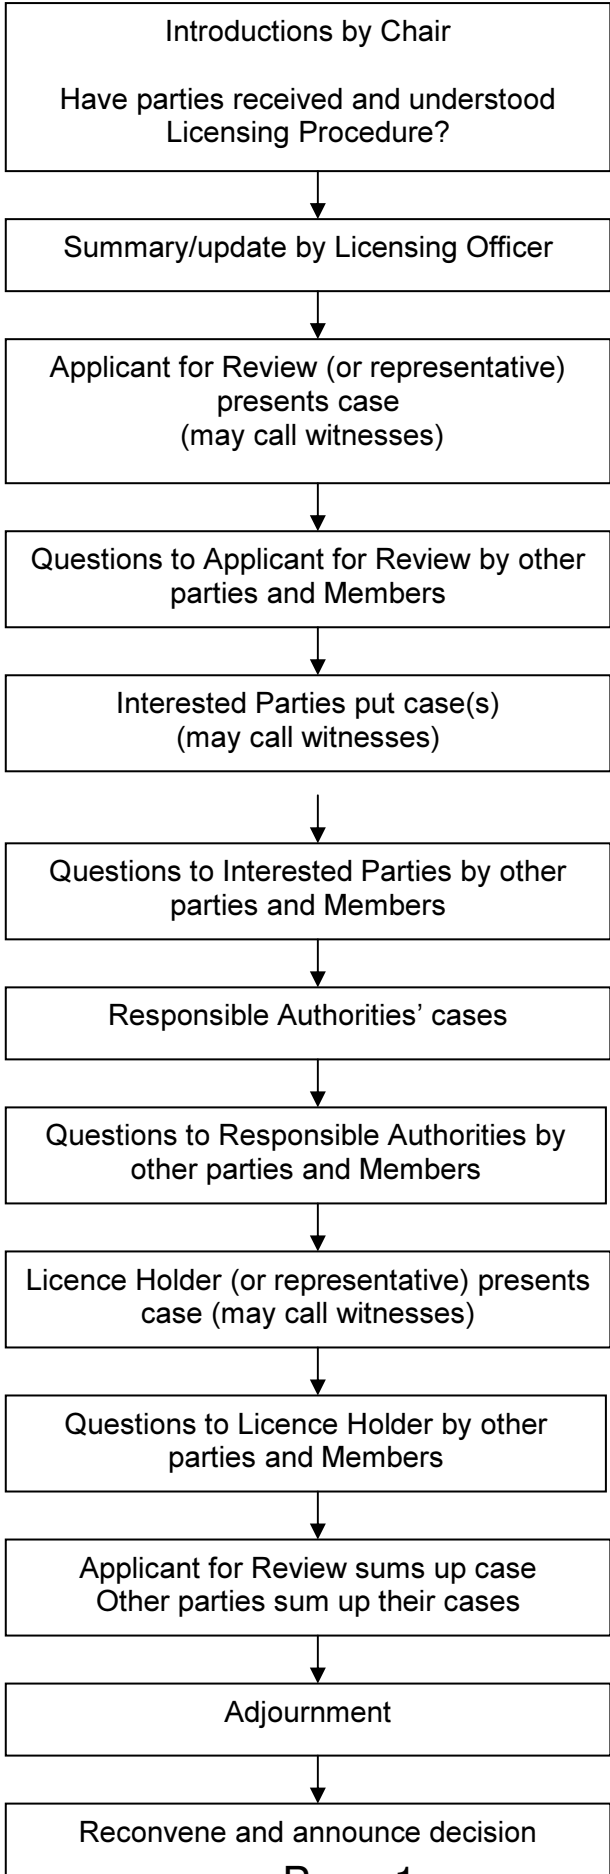 Introductions by Chair
Have parties received and understood
Licensing Procedure?
Summary/update by Licensing Officer
Applicant for Review (or representative)
presents case
(may call witnesses)
Questions to Applicant for Review by other
parties and Members
Interested Parties put case(s)
(may call witnesses)
Questions to Interested Parties by other
parties and Members
Responsible Authorities’ cases
Questions to Responsible Authorities by
other parties and Members
Licence Holder (or representative) presents
case (may call witnesses)
Questions to Licence Holder by other
parties and Members
Applicant for Review sums up case
Other parties sum up their cases
Adjournment
Reconvene and announce decision